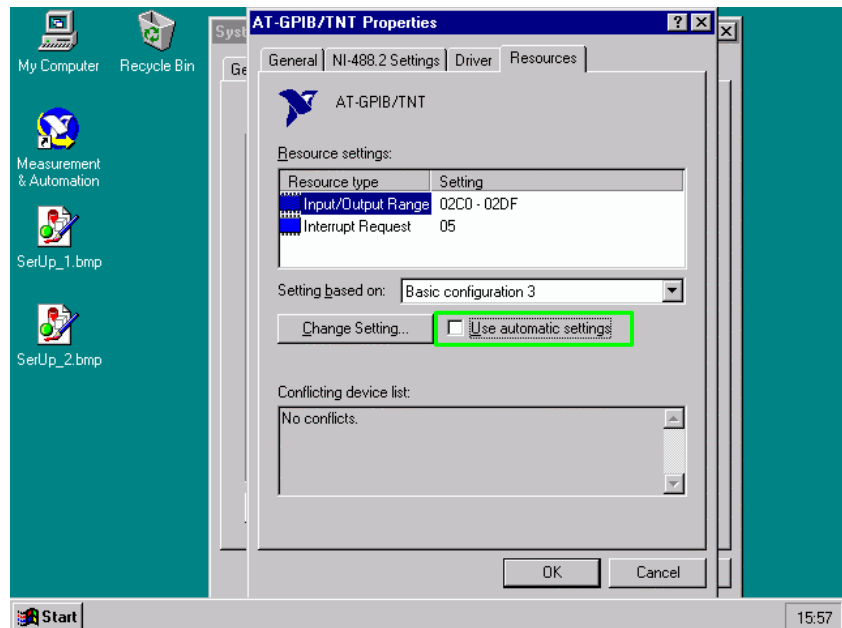 My Computer
Recycle Bin
Measurement
& Automation
SerUp_1.bmp
SerUp_2.bmp
Syst
Ge
AT-GPIB/TNT Properties
General
NI-488.2 Settings
Driver
Resources
AT-GPIB/TNT
Resource settings:
Resource type Setting
Input/Output Range 02C0 - 02DF
Interrupt Request 05
Setting based on: Basic configuration 3
Change Setting...
Use automatic settings
Conflicting device list:
No conflicts.
OK
Cancel
Start
15:57